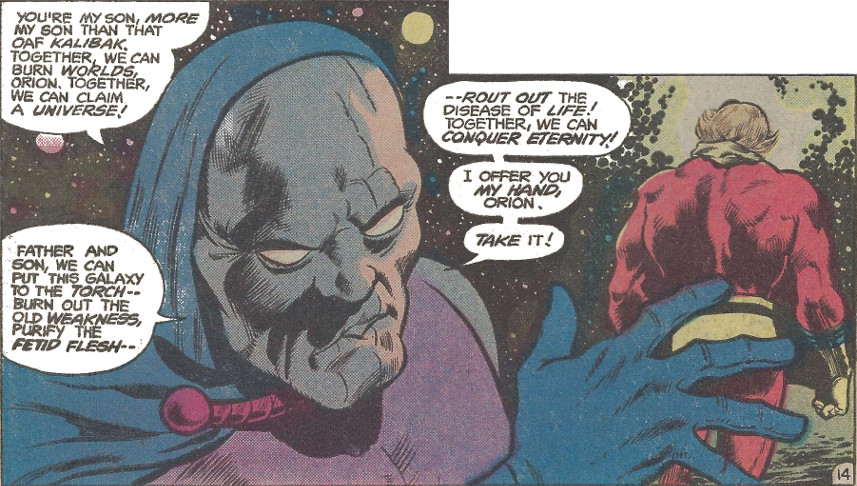 YOU'RE MY SON, MORE
MY SON THAN THAT
OAF KALIBAK.
TOGETHER, WE CAN
BURN WORLDS,
ORION. TOGETHER,
WE CAN CLAIM
A UNIVERSE!
FATHER AND
SON, WE CAN
PUT THIS GALAXY
TO THE TORCH--
BURN OUT THE
OLD WEAKNESS,
PURIFY THE
FETID FLESH--
--ROUT OUT THE
DISEASE OF LIFE!
TOGETHER, WE CAN
CONQUER ETERNITY!
I OFFER YOU
MY HAND,
ORION.
TAKE IT!
14